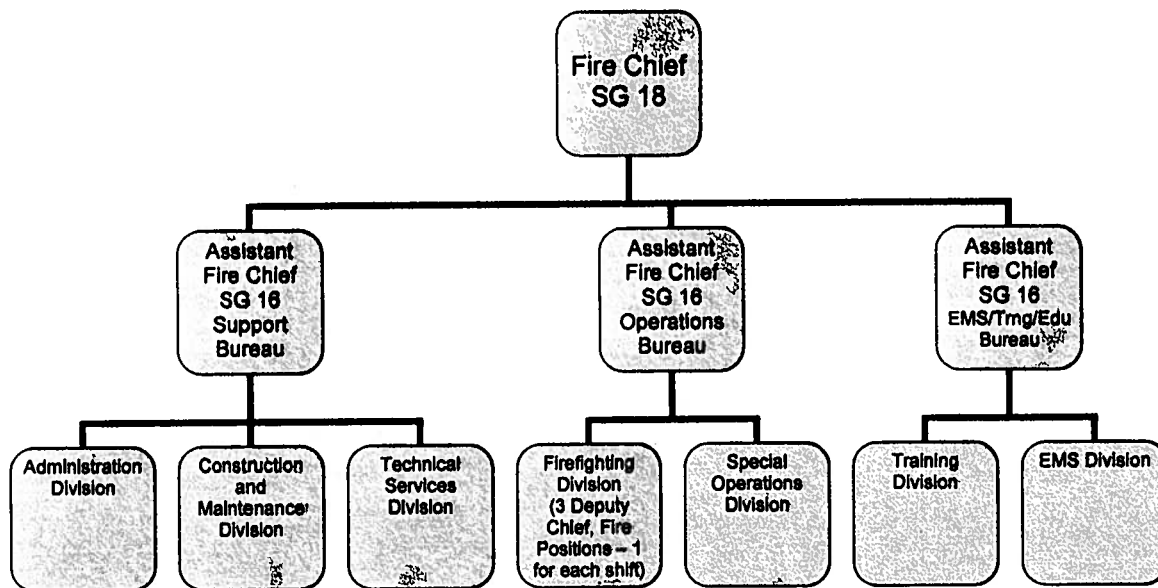 Fire Chief
SG 18
Assistant
Fire Chief
SG 16
Support
Bureau
Assistant
Fire Chief
SG 16
Operations
Bureau
Assistant
Fire Chief
SG 16
EMS/Trng/Edu
Bureau
Administration
Division
Construction
and
Maintenance
Division
Technical
Services
Division
Firefighting
Division
(3 Deputy
Chief, Fire
Positions – 1
for each shift)
Special
Operations
Division
Training
Division
EMS Division